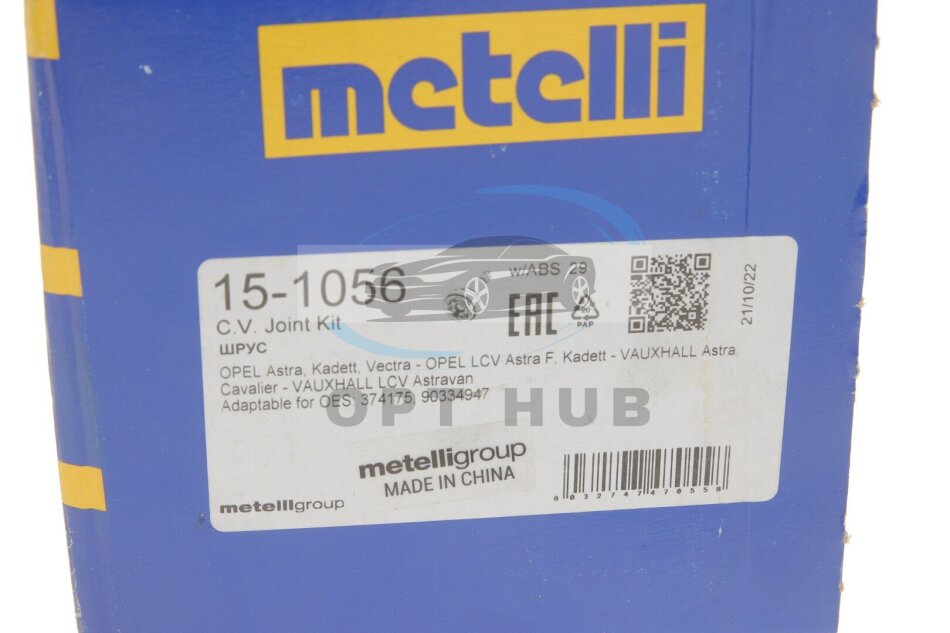 metelli
15-1056
w/ABS 29
C.V. Joint Kit
ШРУС
EAC
20
PAP
21/10/22
OPEL Astra, Kadett, Vectra - OPEL LCV Astra F, Kadett - VAUXHALL Astra,
Cavalier - VAUXHALL LCV Astravan
Adaptable for OES: 374175, 90334947
OPT HUB
metelligroup
MADE IN CHINA
metelligroup
8032747470558